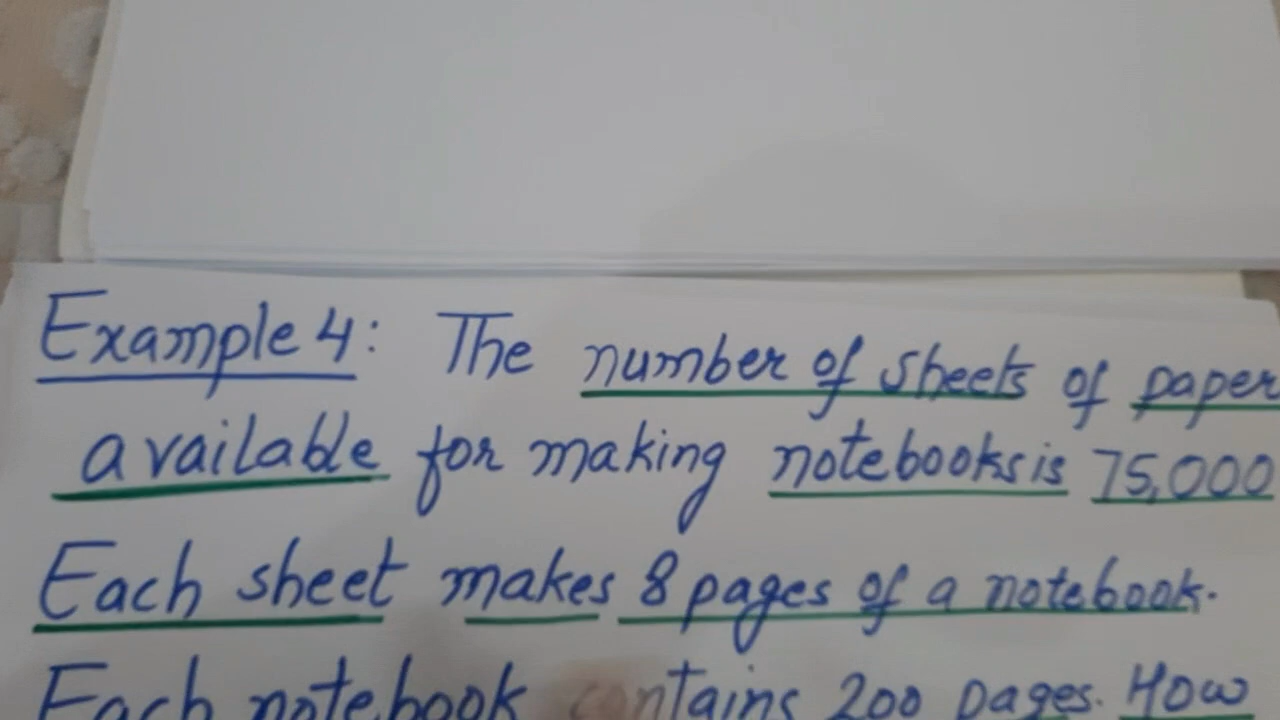 Example 4: The number of sheets of paper
available for making notebooks is 75,000
Each sheet makes 8 pages of a notebook.
Each notebook contains 200 pages. How